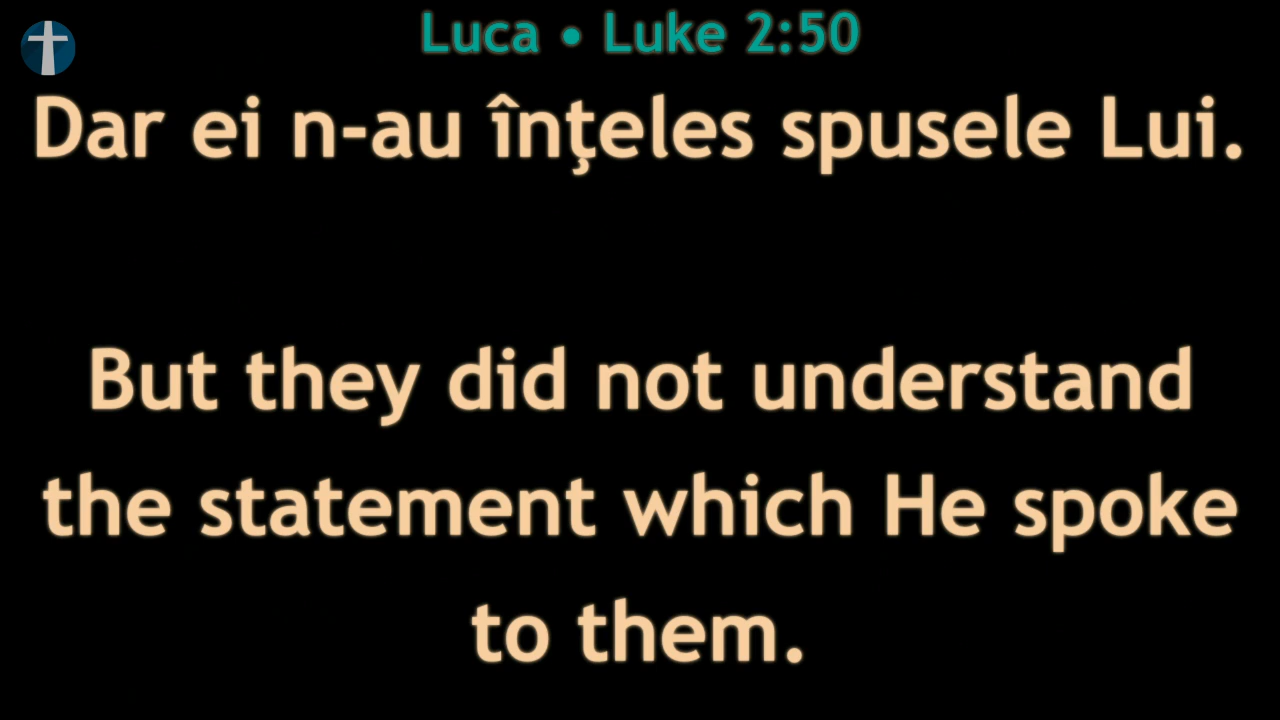 Luca • Luke 2:50
Dar ei n-au înţeles spusele Lui.
But they did not understand
the statement which He spoke
to them.